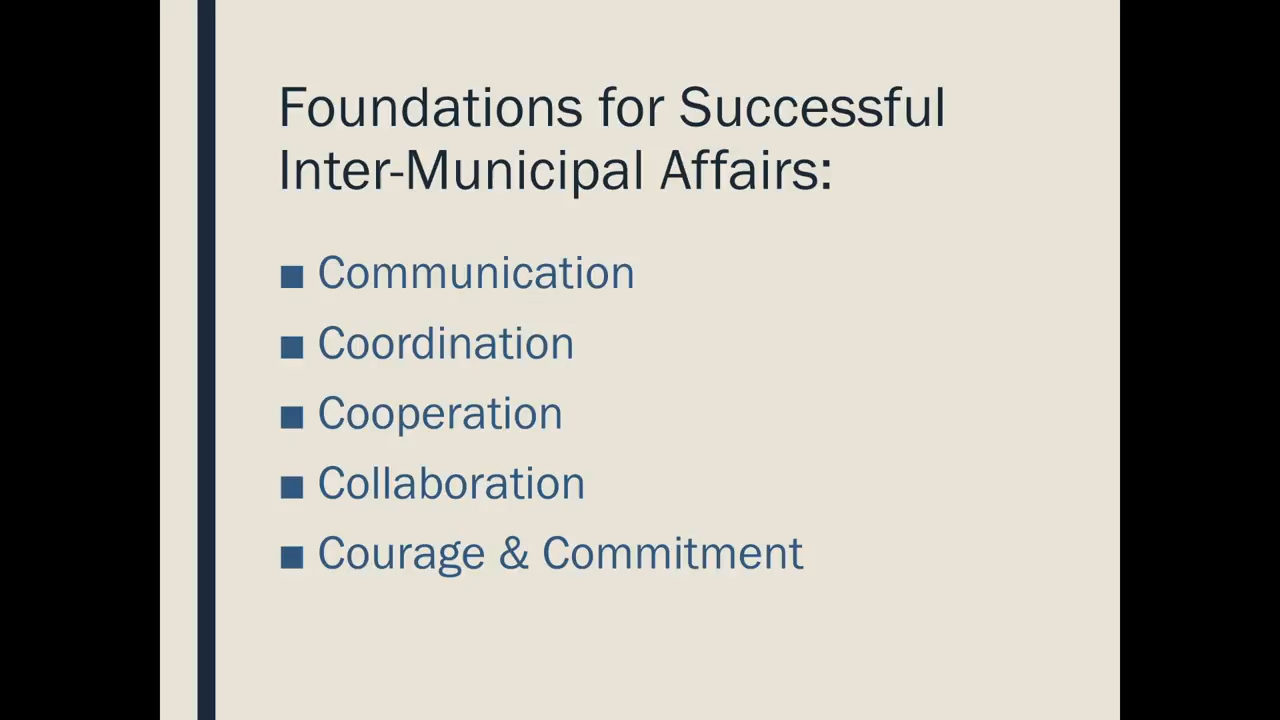 Foundations for Successful
Inter-Municipal Affairs:
■ Communication
■ Coordination
■ Cooperation
■ Collaboration
■ Courage & Commitment